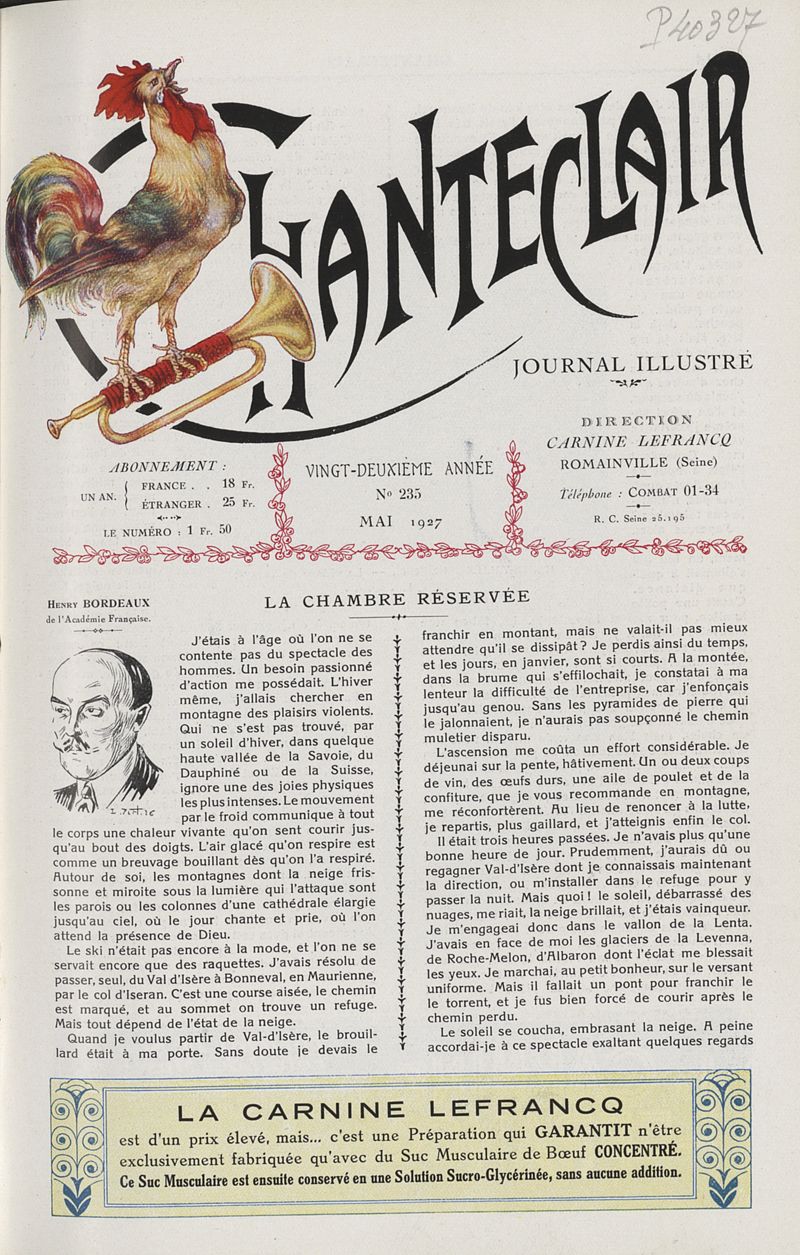 P40327
CHANTECLAIR
JOURNAL ILLUSTRÉ
ABONNEMENT :
UN AN. { FRANCE . . 18 Fr.
ÉTRANGER . 25 Fr.
LE NUMÉRO : 1 Fr. 50
VINGT-DEUXIÈME ANNÉE
No 235
MAI 1927
DIRECTION
CARNINE LEFRANCQ
ROMAINVILLE (Seine)
Téléphone : COMBAT 01-34
R. C. Seine 25.195
HENRY BORDEAUX
de l'Académie Française.
LA CHAMBRE RÉSERVÉE
J'étais à l'âge où l'on ne se
contente pas du spectacle des
hommes. Un besoin passionné
d'action me possédait. L'hiver
même, j'allais chercher en
montagne des plaisirs violents.
Qui ne s'est pas trouvé, par
un soleil d'hiver, dans quelque
haute vallée de la Savoie, du
Dauphiné ou de la Suisse,
ignore une des joies physiques
les plus intenses. Le mouvement
par le froid communique à tout
le corps une chaleur vivante qu'on sent courir jus-
qu'au bout des doigts. L'air glacé qu'on respire est
comme un breuvage bouillant dès qu'on l'a respiré.
Autour de soi, les montagnes dont la neige fris-
sonne et miroite sous la lumière qui l'attaque sont
les parois ou les colonnes d'une cathédrale élargie
jusqu'au ciel, où le jour chante et prie, où l'on
attend la présence de Dieu.
Le ski n'était pas encore à la mode, et l'on ne se
servait encore que des raquettes. J'avais résolu de
passer, seul, du Val d'Isère à Bonneval, en Maurienne,
par le col d'Iseran. C'est une course aisée, le chemin
est marqué, et au sommet on trouve un refuge.
Mais tout dépend de l'état de la neige.
Quand je voulus partir de Val-d'Isère, le brouil-
lard était à ma porte. Sans doute je devais le
franchir en montant, mais ne valait-il pas mieux
attendre qu'il se dissipât ? Je perdis ainsi du temps,
et les jours, en janvier, sont si courts. A la montée,
dans la brume qui s'effilochait, je constatai à ma
lenteur la difficulté de l'entreprise, car j'enfonçais
jusqu'au genou. Sans les pyramides de pierre qui
le jalonnaient, je n'aurais pas soupçonné le chemin
muletier disparu.
L'ascension me coûta un effort considérable. Je
déjeunai sur la pente, hâtivement. Un ou deux coups
de vin, des œufs durs, une aile de poulet et de la
confiture, que je vous recommande en montagne,
me réconfortèrent. Au lieu de renoncer à la lutte,
je repartis, plus gaillard, et j'atteignis enfin le col.
Il était trois heures passées. Je n'avais plus qu'une
bonne heure de jour. Prudemment, j'aurais dû ou
regagner Val-d'Isère dont je connaissais maintenant
la direction, ou m'installer dans le refuge pour y
passer la nuit. Mais quoi ! le soleil, débarrassé des
nuages, me riait, la neige brillait, et j'étais vainqueur.
Je m'engageai donc dans le vallon de la Lenta.
J'avais en face de moi les glaciers de la Levenna,
de Roche-Melon, d'Albaron dont l'éclat me blessait
les yeux. Je marchai, au petit bonheur, sur le versant
uniforme. Mais il fallait un pont pour franchir le
le torrent, et je fus bien forcé de courir après le
chemin perdu.
Le soleil se coucha, embrasant la neige. A peine
accordai-je à ce spectacle exaltant quelques regards
LA CARNINE LEFRANCQ
est d'un prix élevé, mais... c'est une Préparation qui GARANTIT n'être
exclusivement fabriquée qu'avec du Suc Musculaire de Bœuf CONCENTRÉ.
Ce Suc Musculaire est ensuite conservé en une Solution Sucro-Glycérinée, sans aucune addition.